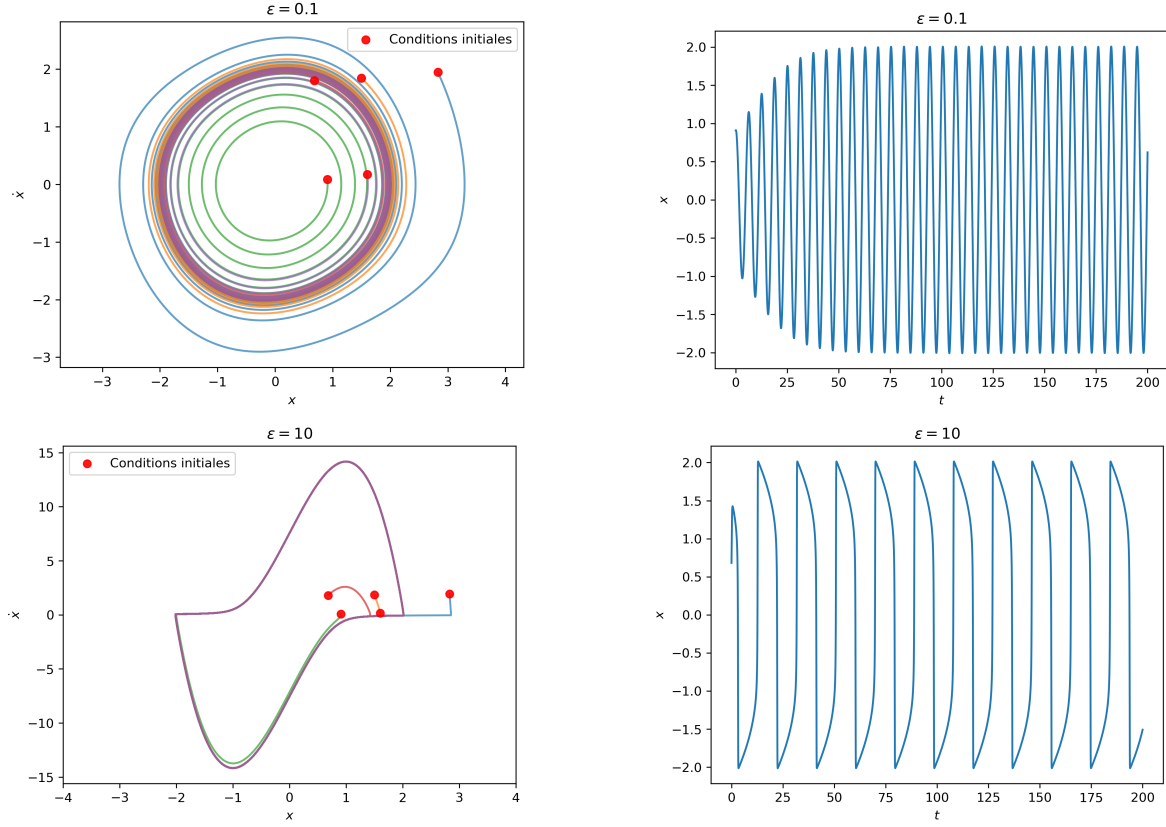 ε = 0.1
Conditions initiales
2
1
0
−1
−2
−3
ẋ
−3 −2 −1 0 1 2 3 4
x
ε = 0.1
2.0
1.5
1.0
0.5
0.0
−0.5
−1.0
−1.5
−2.0
x
0 25 50 75 100 125 150 175 200
t
ε = 10
Conditions initiales
15
10
5
0
−5
−10
−15
ẋ
−4 −3 −2 −1 0 1 2 3 4
x
ε = 10
2.0
1.5
1.0
0.5
0.0
−0.5
−1.0
−1.5
−2.0
x
0 25 50 75 100 125 150 175 200
t